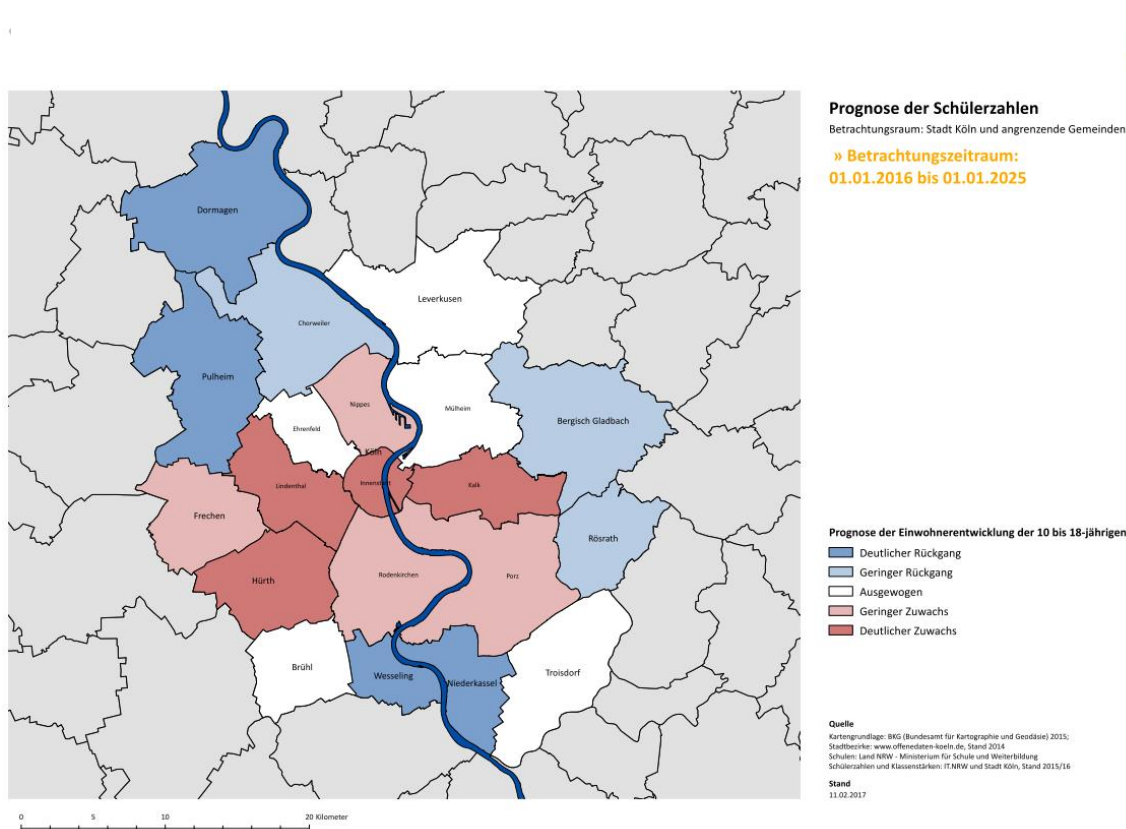 Prognose der Schülerzahlen
Betrachtungsraum: Stadt Köln und angrenzende Gemeinden
» Betrachtungszeitraum:
01.01.2016 bis 01.01.2025
Dormagen
Leverkusen
Chorweiler
Pulheim
Nippes
Mülheim
Bergisch Gladbach
Ehrenfeld
Köln
Lindenthal
Innenstadt
Kalk
Frechen
Rösrath
Hürth
Rodenkirchen
Porz
Brühl
Wesseling
Niederkassel
Troisdorf
Prognose der Einwohnerentwicklung der 10 bis 18-jährigen
Deutlicher Rückgang
Geringer Rückgang
Ausgewogen
Geringer Zuwachs
Deutlicher Zuwachs
Quelle
Kartengrundlage: BKG (Bundesamt für Kartographie und Geodäsie) 2015;
Stadtbezirke: www.offenedaten-koeln.de, Stand 2014
Schulen: Land NRW - Ministerium für Schule und Weiterbildung
Schülerzahlen und Klassenstärken: IT.NRW und Stadt Köln, Stand 2015/16
Stand
11.02.2017
0 5 10 20 Kilometer